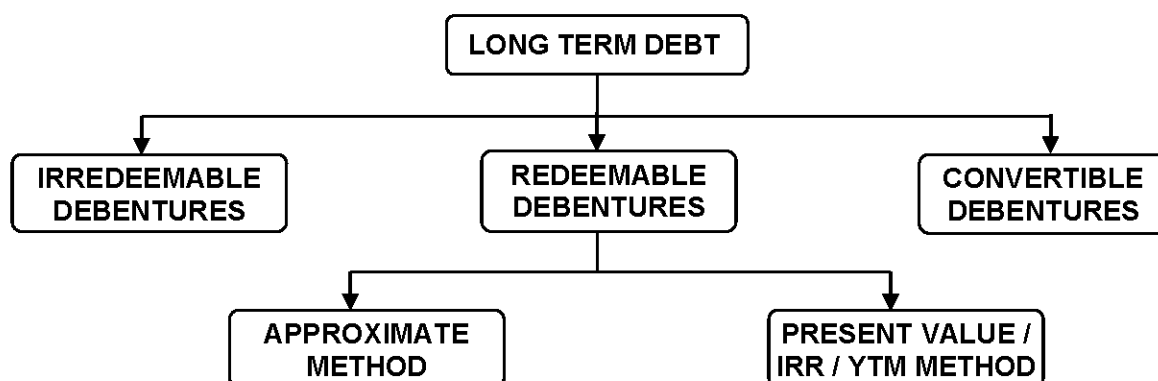 LONG TERM DEBT
IRREDEEMABLE
DEBENTURES
REDEEMABLE
DEBENTURES
CONVERTIBLE
DEBENTURES
APPROXIMATE
METHOD
PRESENT VALUE /
IRR / YTM METHOD